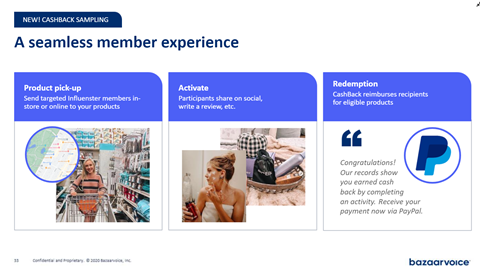 NEW! CASHBACK SAMPLING
A seamless member experience
Product pick-up
Send targeted Influenster members in-
store or online to your products
Activate
Participants share on social,
write a review, etc.
Redemption
CashBack reimburses recipients
for eligible products
“
Congratulations!
Our records show
you earned cash
back by completing
an activity. Receive your
payment now via PayPal.
33 Confidential and Proprietary. © 2020 Bazaarvoice, Inc.
bazaarvoice